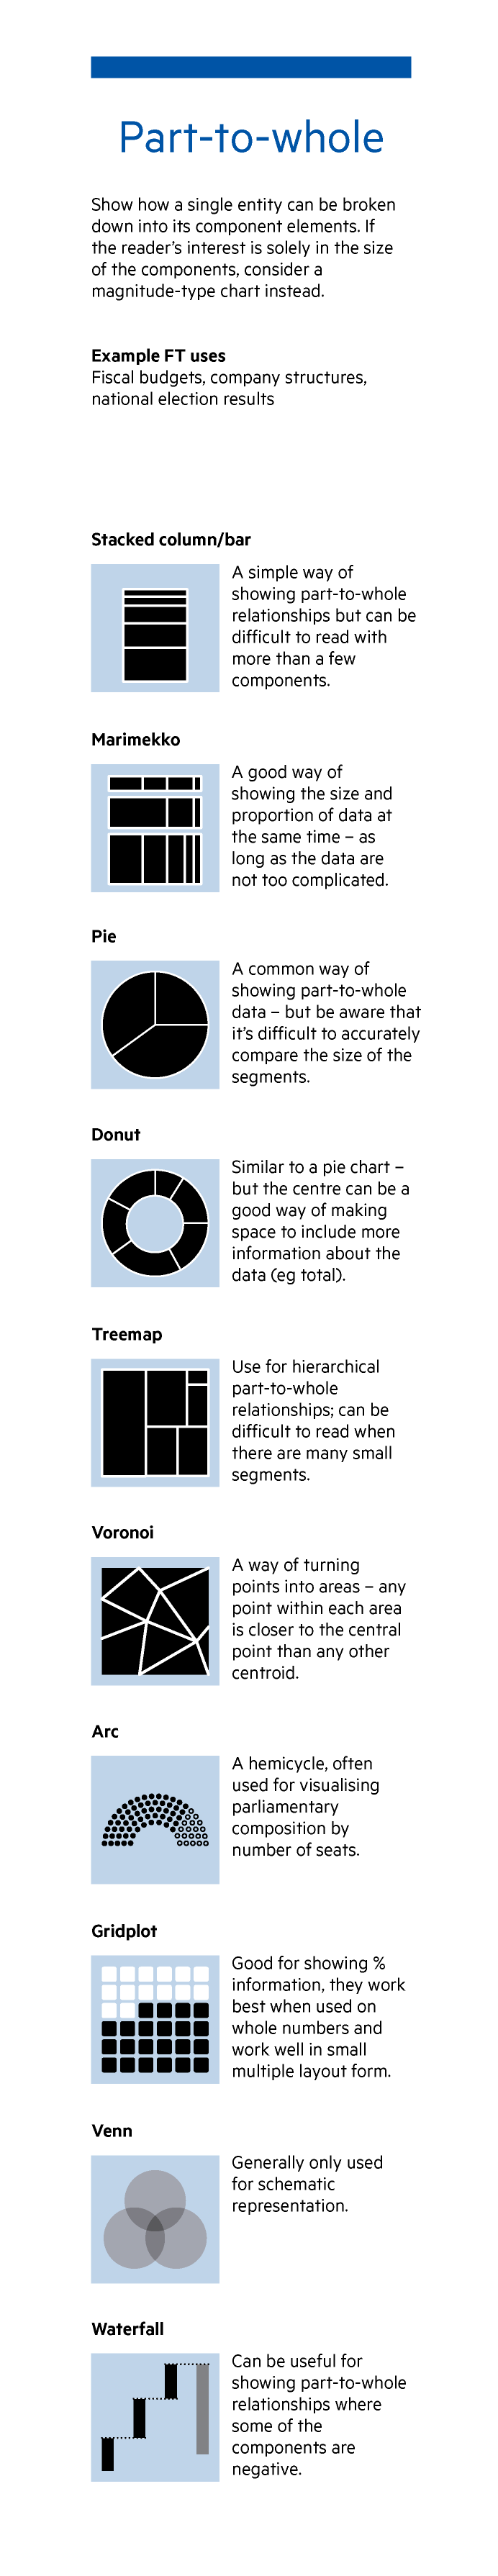 Part-to-whole
Show how a single entity can be broken
down into its component elements. If
the reader’s interest is solely in the size
of the components, consider a
magnitude-type chart instead.
Example FT uses
Fiscal budgets, company structures,
national election results
Stacked column/bar
A simple way of
showing part-to-whole
relationships but can be
difficult to read with
more than a few
components.
Marimekko
A good way of
showing the size and
proportion of data at
the same time – as
long as the data are
not too complicated.
Pie
A common way of
showing part-to-whole
data – but be aware that
it’s difficult to accurately
compare the size of the
segments.
Donut
Similar to a pie chart –
but the centre can be a
good way of making
space to include more
information about the
data (eg total).
Treemap
Use for hierarchical
part-to-whole
relationships; can be
difficult to read when
there are many small
segments.
Voronoi
A way of turning
points into areas – any
point within each area
is closer to the central
point than any other
centroid.
Arc
A hemicycle, often
used for visualising
parliamentary
composition by
number of seats.
Gridplot
Good for showing %
information, they work
best when used on
whole numbers and
work well in small
multiple layout form.
Venn
Generally only used
for schematic
representation.
Waterfall
Can be useful for
showing part-to-whole
relationships where
some of the
components are
negative.